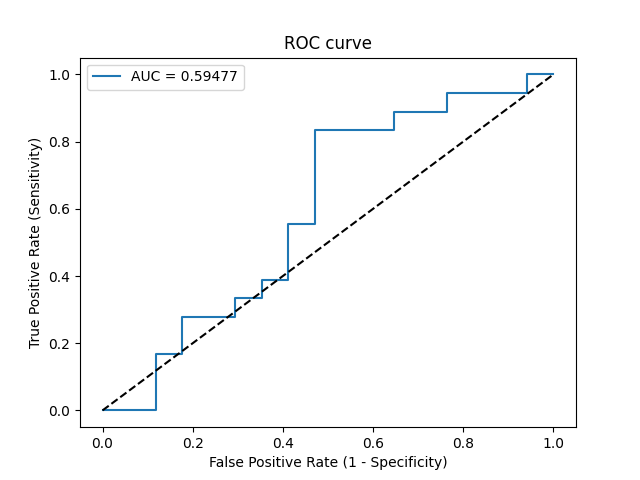 ROC curve
AUC = 0.59477
True Positive Rate (Sensitivity)
1.0
0.8
0.6
0.4
0.2
0.0
0.0 0.2 0.4 0.6 0.8 1.0
False Positive Rate (1 - Specificity)